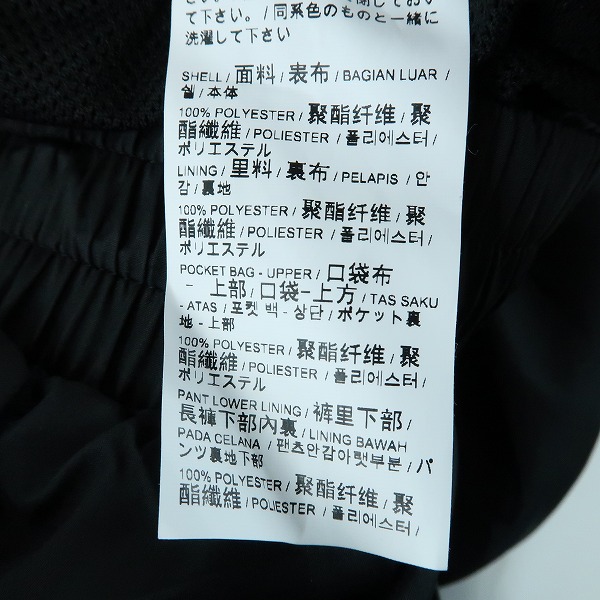 て下さい。/ 同系色のものと一緒に
洗濯して下さい
SHELL / 面料 / 表布 / BAGIAN LUAR /
쉘 / 本体
100% POLYESTER / 聚酯纤维 / 聚
酯纖維 / POLIESTER / 폴리에스터 /
ポリエステル
LINING / 里料 / 裏布 / PELAPIS / 안
감 / 裏地
100% POLYESTER / 聚酯纤维 / 聚
酯纖維 / POLIESTER / 폴리에스터 /
ポリエステル
POCKET BAG - UPPER / 口袋布
- 上部 / 口袋-上方 / TAS SAKU
- ATAS / 포켓 백 - 상단 / ポケット裏
地 - 上部
100% POLYESTER / 聚酯纤维 / 聚
酯纖維 / POLIESTER / 폴리에스터 /
ポリエステル
PANT LOWER LINING / 裤里下部 /
長褲下部內裏 / LINING BAWAH
PADA CELANA / 팬츠안감아랫부분 / パ
ンツ裏地下部
100% POLYESTER / 聚酯纤维 / 聚
酯纖維 / POLIESTER / 폴리에스터 /